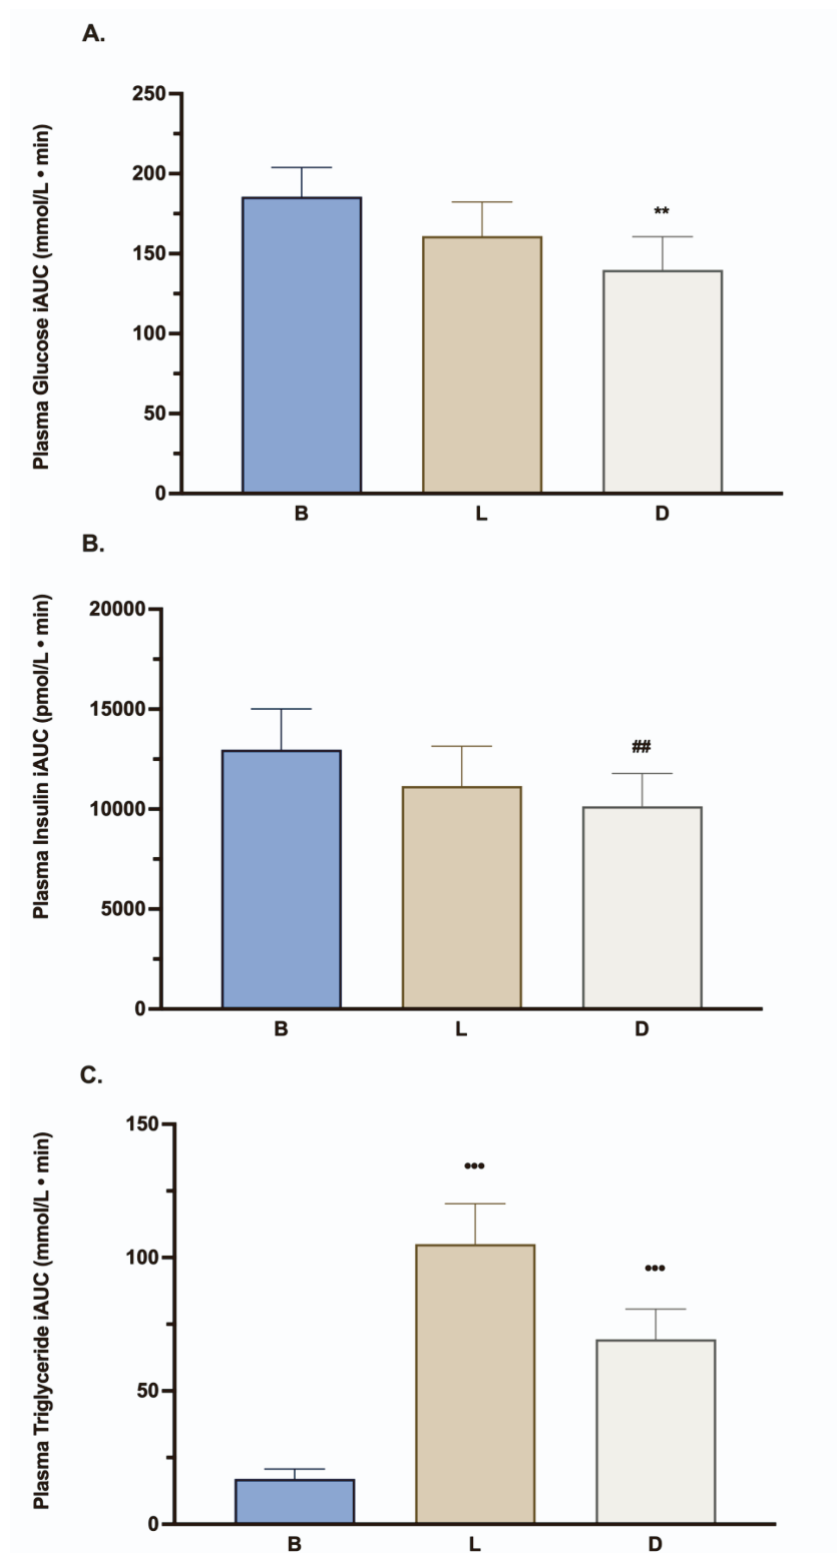 A.
Plasma Glucose iAUC (mmol/L • min)
250
200
150
100
50
0
**
B
L
D
B.
Plasma Insulin iAUC (pmol/L • min)
20000
15000
10000
5000
0
##
B
L
D
C.
Plasma Triglyceride iAUC (mmol/L • min)
150
100
50
0
•••
•••
B
L
D